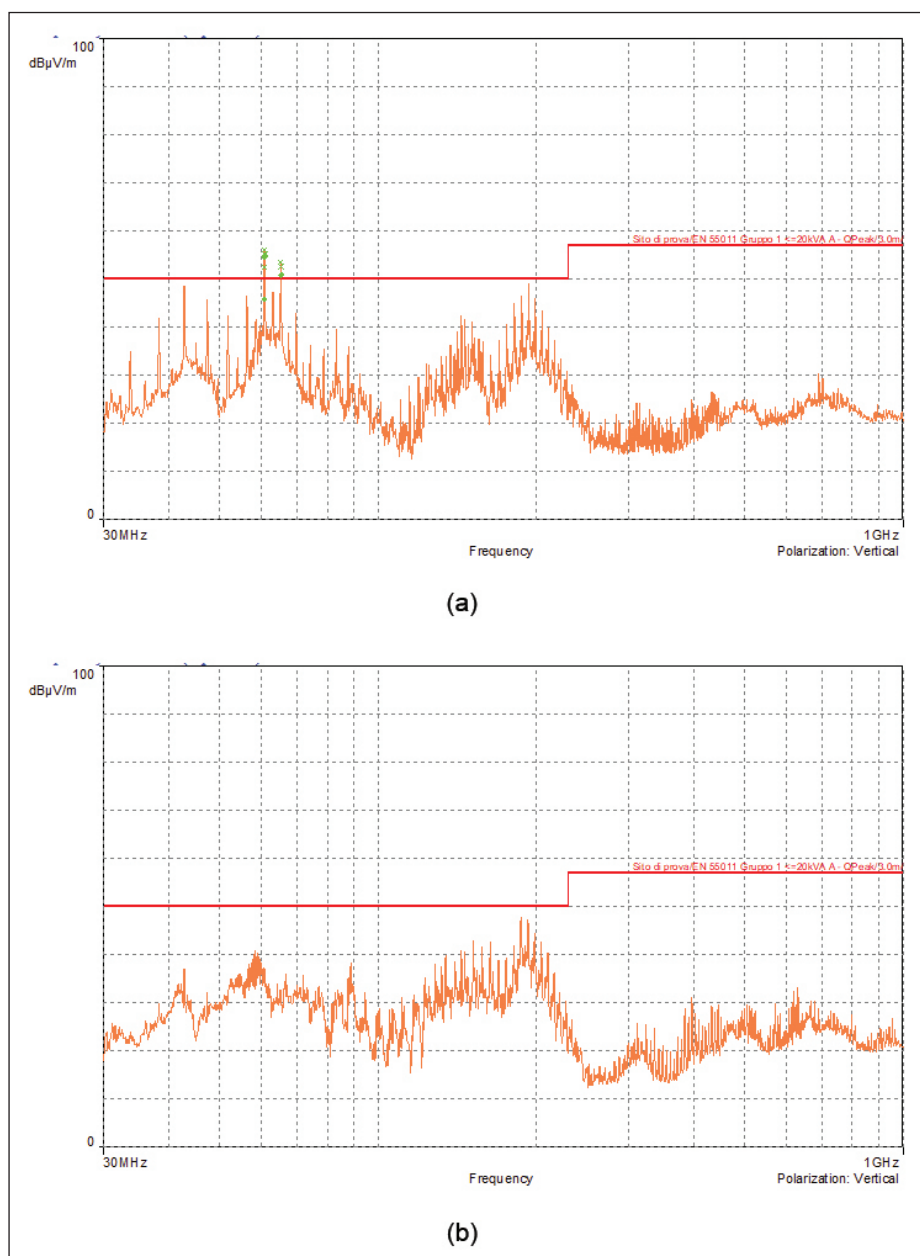 100
dBµV/m
Sito di prova/EN 55011 Gruppo 1 <=20kVA A - QPeak/3.0m/
0
30MHz
1GHz
Frequency
Polarization: Vertical
(a)
100
dBµV/m
Sito di prova/EN 55011 Gruppo 1 <=20kVA A - QPeak/3.0m/
0
30MHz
1GHz
Frequency
Polarization: Vertical
(b)